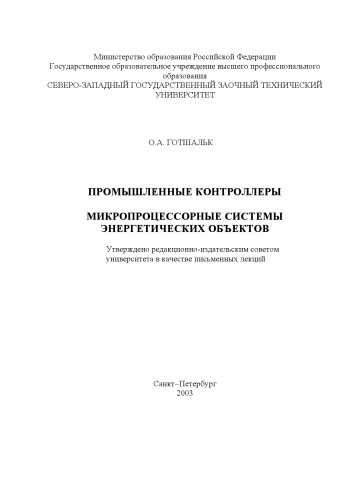 Министерство образования Российской Федерации
Государственное образовательное учреждение высшего профессионального
образования
СЕВЕРО-ЗАПАДНЫЙ ГОСУДАРСТВЕННЫЙ ЗАОЧНЫЙ ТЕХНИЧЕСКИЙ
УНИВЕРСИТЕТ
О.А. ГОТШАЛЬК
ПРОМЫШЛЕННЫЕ КОНТРОЛЛЕРЫ
МИКРОПРОЦЕССОРНЫЕ СИСТЕМЫ
ЭНЕРГЕТИЧЕСКИХ ОБЪЕКТОВ
Утверждено редакционно-издательским советом
университета в качестве письменных лекций
Санкт–Петербург
2003